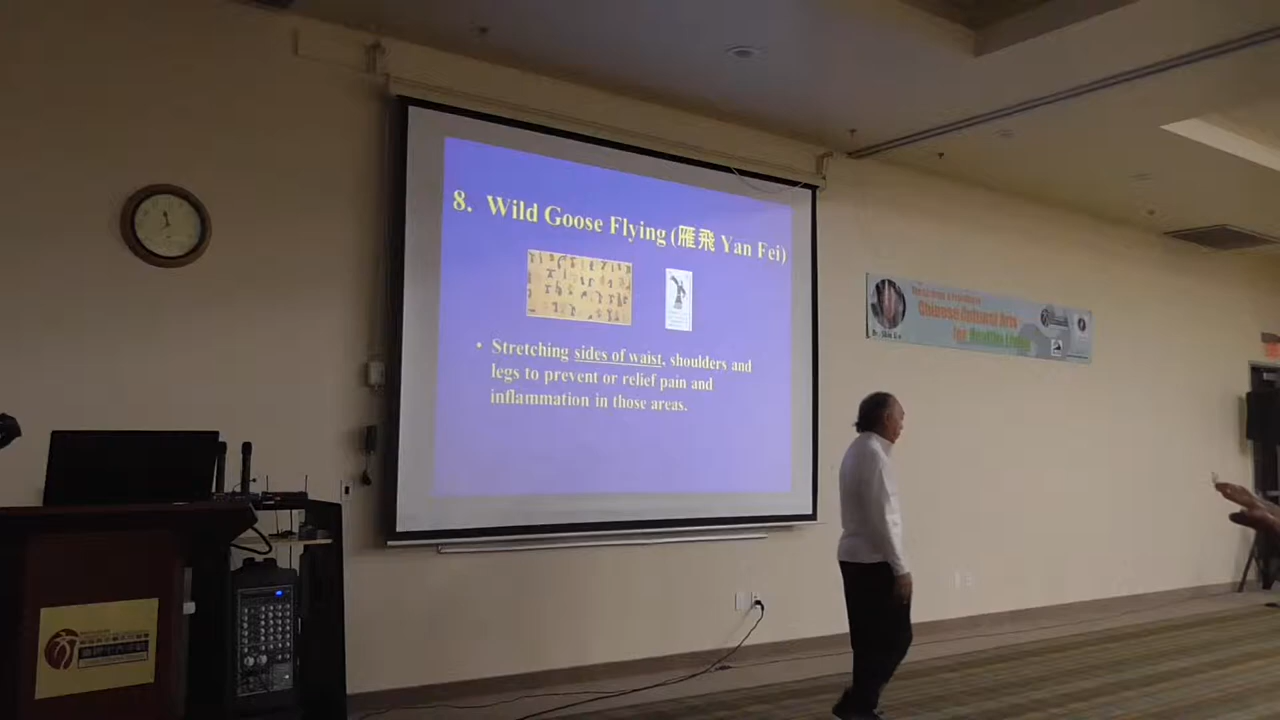 8. Wild Goose Flying (雁飛 Yan Fei)
• Stretching sides of waist, shoulders and
legs to prevent or relief pain and
inflammation in those areas.
Chinese Cultural Arts
for Healthy Living